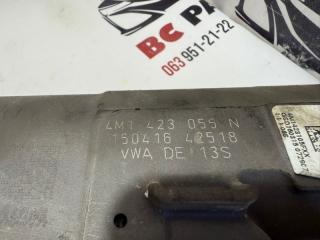 BC PA
063 951-21-22
4M1 423 055 N
150416 42518
VWA DE 13S